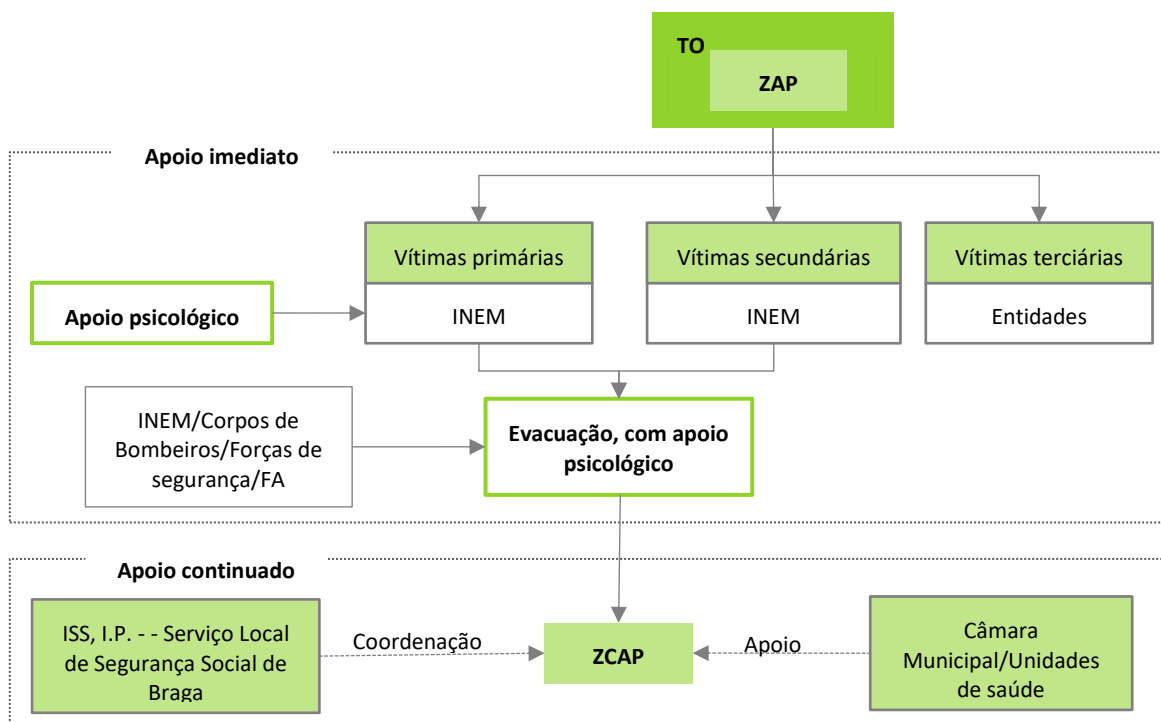 TO
ZAP
Apoio imediato
Vítimas primárias
INEM
Vítimas secundárias
INEM
Vítimas terciárias
Entidades
Apoio psicológico
INEM/Corpos de
Bombeiros/Forças de
segurança/FA
Evacuação, com apoio
psicológico
Apoio continuado
ISS, I.P. - - Serviço Local
de Segurança Social de
Braga
Coordenação
ZCAP
Apoio
Câmara
Municipal/Unidades
de saúde